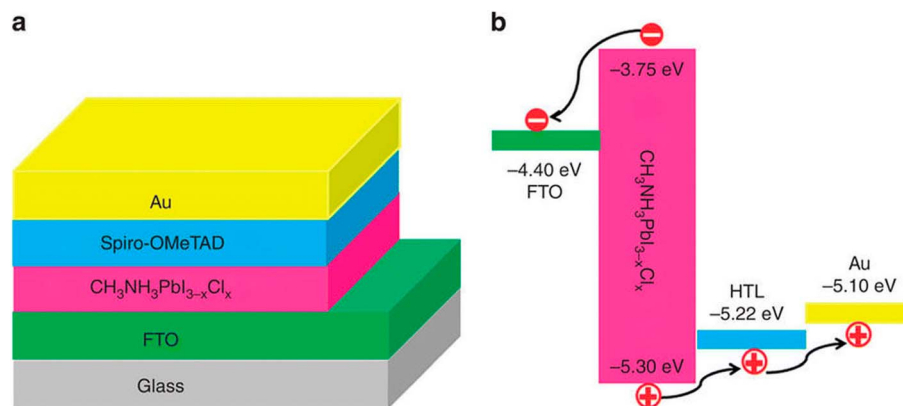 a
Au
Spiro-OMeTAD
CH₃NH₃PbI₃₋ₓClₓ
FTO
Glass
b
−3.75 eV
−4.40 eV
FTO
CH₃NH₃PbI₃₋ₓClₓ
HTL
−5.22 eV
Au
−5.10 eV
−5.30 eV